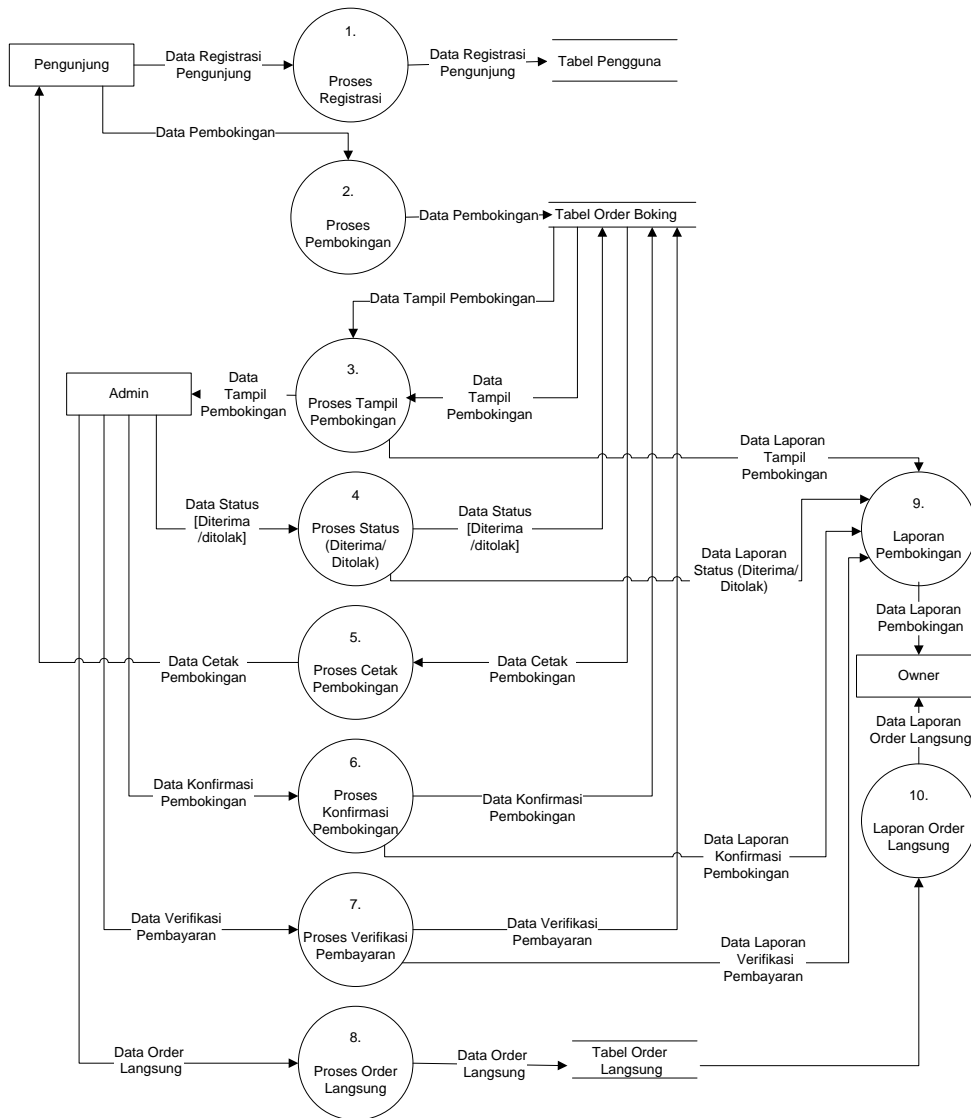 Pengunjung
Data Registrasi
Pengunjung
1.
Proses
Registrasi
Data Registrasi
Pengunjung
Tabel Pengguna
Data Pembokingan
2.
Proses
Pembokingan
Data Pembokingan
Tabel Order Boking
Data Tampil Pembokingan
Admin
Data
Tampil
Pembokingan
3.
Proses Tampil
Pembokingan
Data
Tampil
Pembokingan
Data Laporan
Tampil
Pembokingan
Data Status
[Diterima
/ditolak]
4
Proses Status
(Diterima/
Ditolak)
Data Status
[Diterima
/ditolak]
Data Laporan
Status (Diterima/
Ditolak)
9.
Laporan
Pembokingan
Data Laporan
Pembokingan
Data Cetak
Pembokingan
5.
Proses Cetak
Pembokingan
Data Cetak
Pembokingan
Owner
Data Laporan
Order Langsung
Data Konfirmasi
Pembokingan
6.
Proses
Konfirmasi
Pembokingan
Data Konfirmasi
Pembokingan
Data Laporan
Konfirmasi
Pembokingan
10.
Laporan Order
Langsung
Data Verifikasi
Pembayaran
7.
Proses Verifikasi
Pembayaran
Data Verifikasi
Pembayaran
Data Laporan
Verifikasi
Pembayaran
Data Order
Langsung
8.
Proses Order
Langsung
Data Order
Langsung
Tabel Order
Langsung